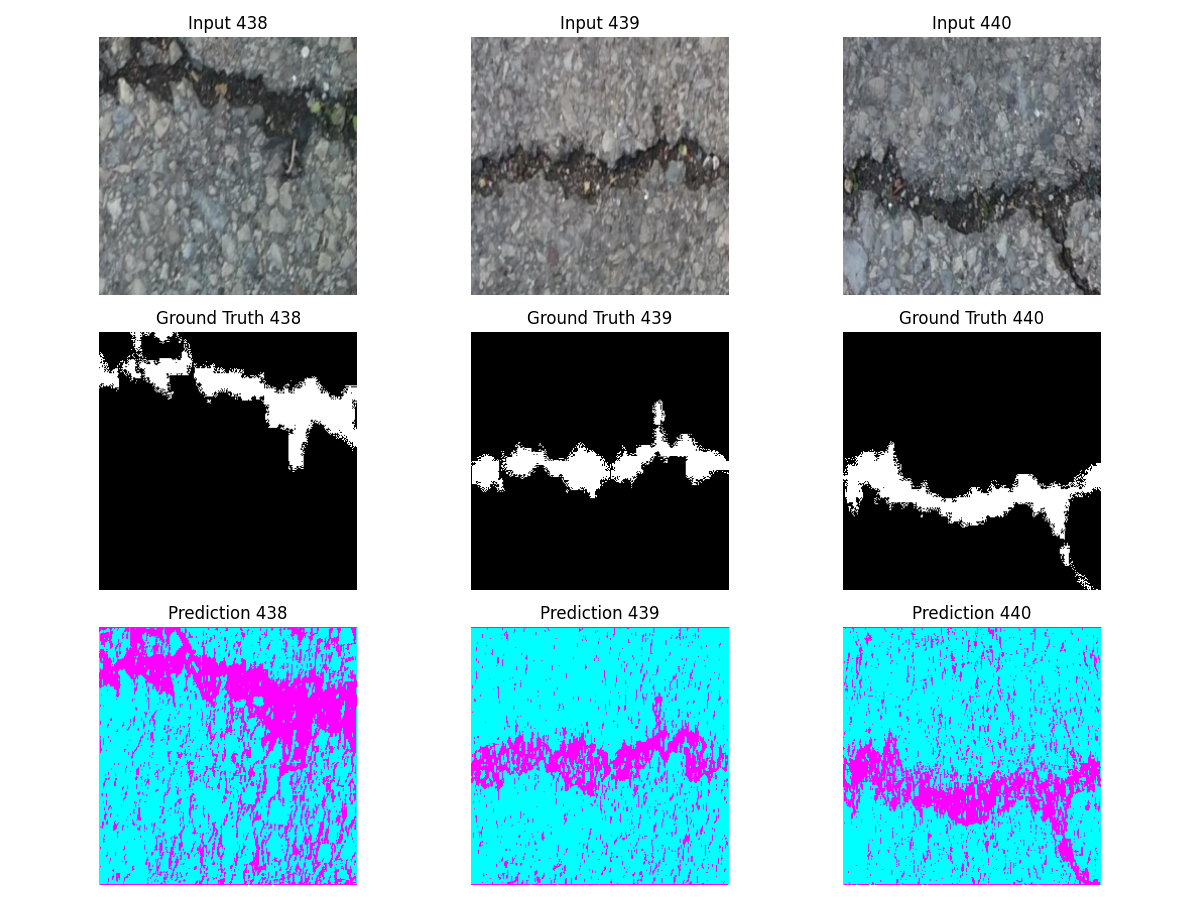 Input 438
Input 439
Input 440
Ground Truth 438
Ground Truth 439
Ground Truth 440
Prediction 438
Prediction 439
Prediction 440